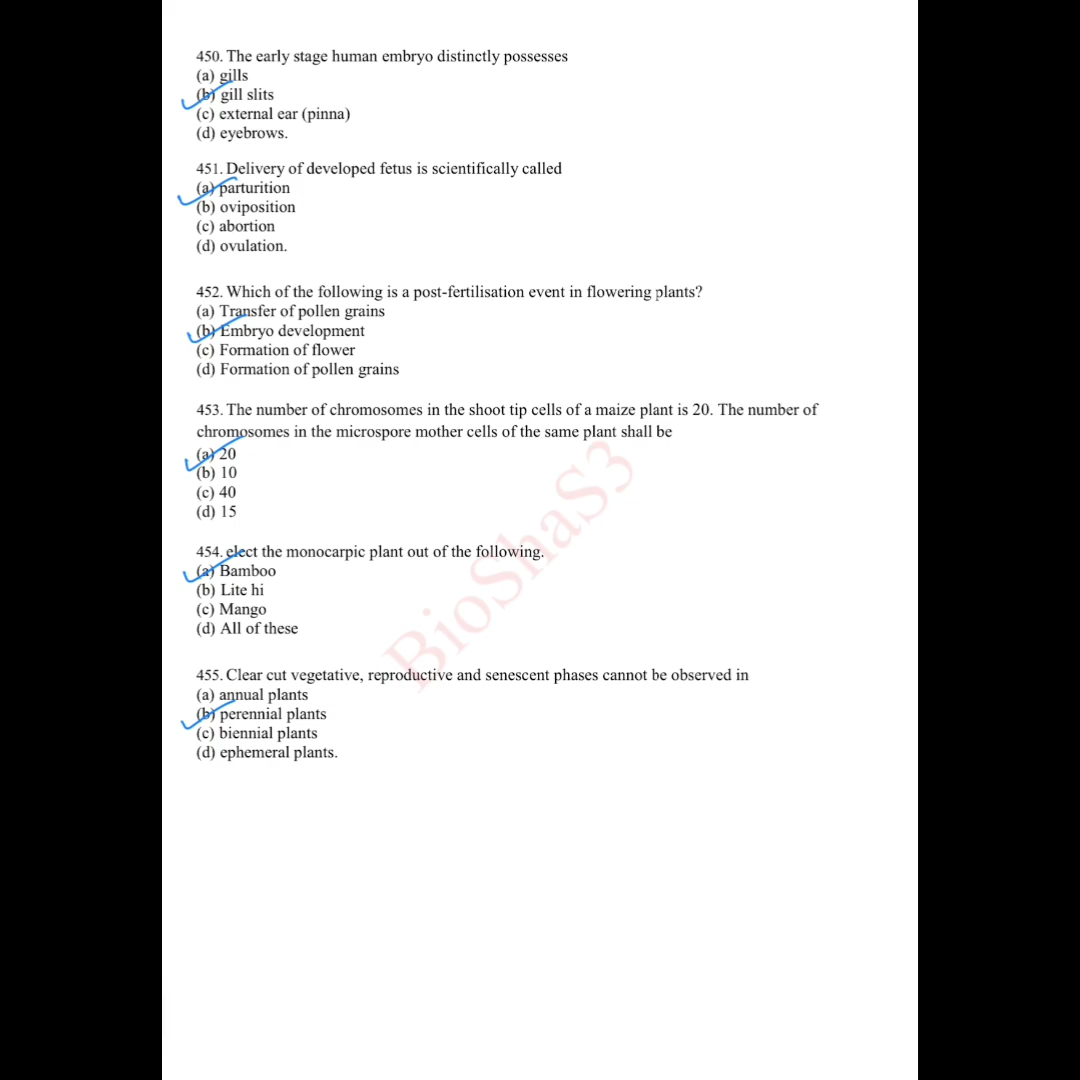 450. The early stage human embryo distinctly possesses
(a) gills
(b) gill slits
(c) external ear (pinna)
(d) eyebrows.
451. Delivery of developed fetus is scientifically called
(a) parturition
(b) oviposition
(c) abortion
(d) ovulation.
452. Which of the following is a post-fertilisation event in flowering plants?
(a) Transfer of pollen grains
(b) Embryo development
(c) Formation of flower
(d) Formation of pollen grains
453. The number of chromosomes in the shoot tip cells of a maize plant is 20. The number of
chromosomes in the microspore mother cells of the same plant shall be
(a) 20
(b) 10
(c) 40
(d) 15
454. elect the monocarpic plant out of the following.
(a) Bamboo
(b) Lite hi
(c) Mango
(d) All of these
455. Clear cut vegetative, reproductive and senescent phases cannot be observed in
(a) annual plants
(b) perennial plants
(c) biennial plants
(d) ephemeral plants.
BioShaS3